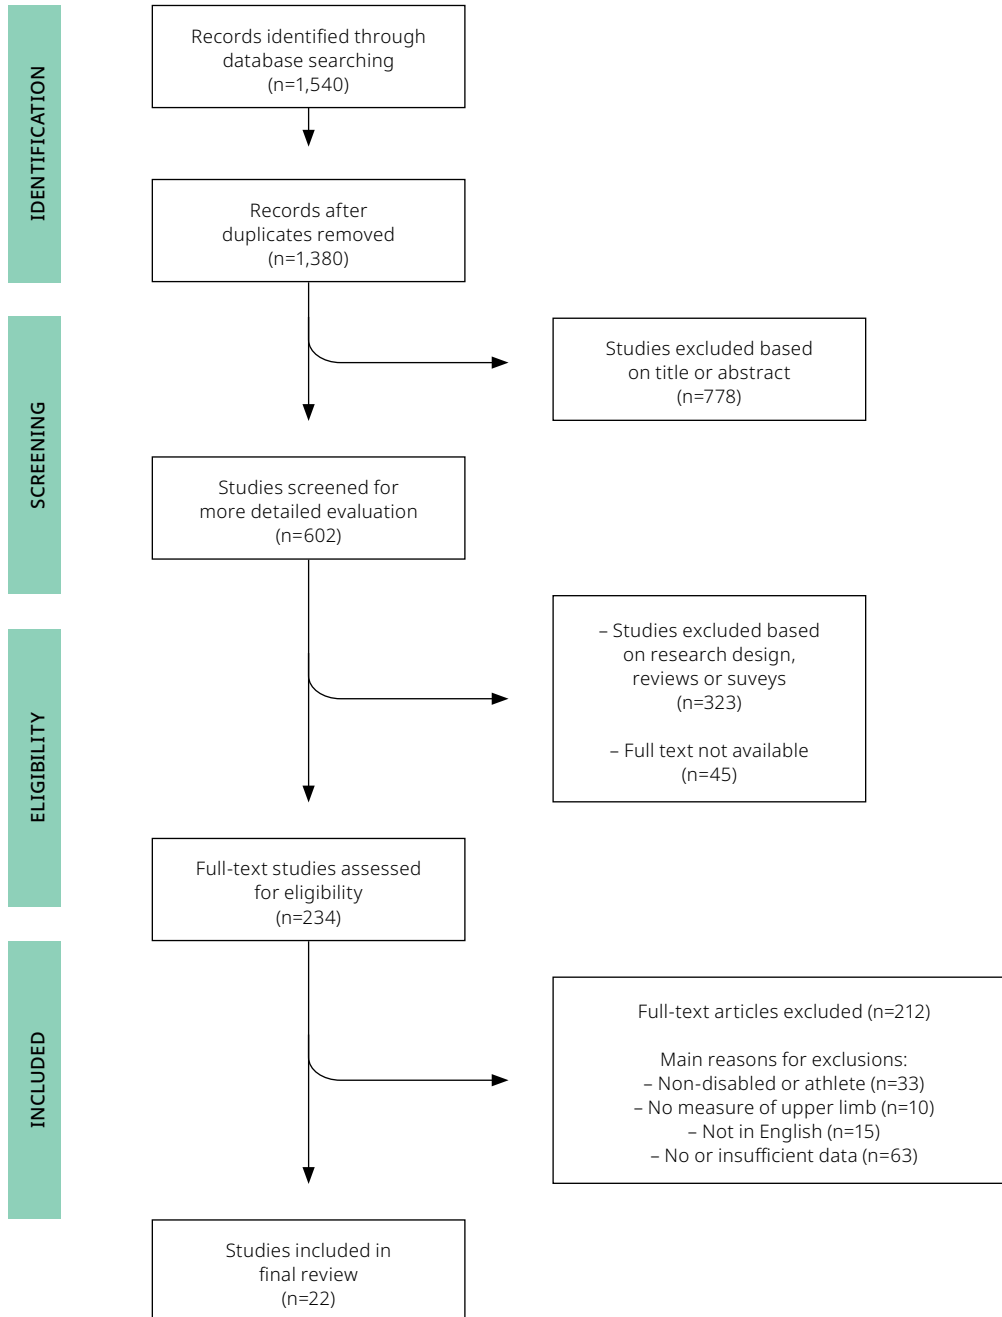 IDENTIFICATION
Records identified through
database searching
(n=1,540)
Records after
duplicates removed
(n=1,380)
SCREENING
Studies excluded based
on title or abstract
(n=778)
Studies screened for
more detailed evaluation
(n=602)
ELIGIBILITY
– Studies excluded based
on research design,
reviews or suveys
(n=323)
– Full text not available
(n=45)
Full-text studies assessed
for eligibility
(n=234)
INCLUDED
Full-text articles excluded (n=212)
Main reasons for exclusions:
– Non-disabled or athlete (n=33)
– No measure of upper limb (n=10)
– Not in English (n=15)
– No or insufficient data (n=63)
Studies included in
final review
(n=22)